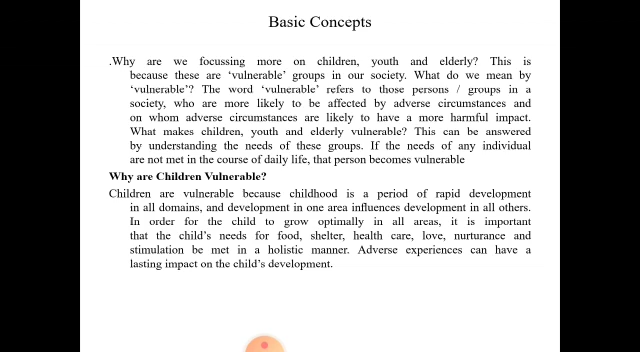 Basic Concepts
.Why are we focussing more on children, youth and elderly? This is
because these are ‘vulnerable’ groups in our society. What do we mean by
‘vulnerable’? The word ‘vulnerable’ refers to those persons / groups in a
society, who are more likely to be affected by adverse circumstances and
on whom adverse circumstances are likely to have a more harmful impact.
What makes children, youth and elderly vulnerable? This can be answered
by understanding the needs of these groups. If the needs of any individual
are not met in the course of daily life, that person becomes vulnerable
Why are Children Vulnerable?
Children are vulnerable because childhood is a period of rapid development
in all domains, and development in one area influences development in all others.
In order for the child to grow optimally in all areas, it is important
that the child’s needs for food, shelter, health care, love, nurturance and
stimulation be met in a holistic manner. Adverse experiences can have a
lasting impact on the child’s development.